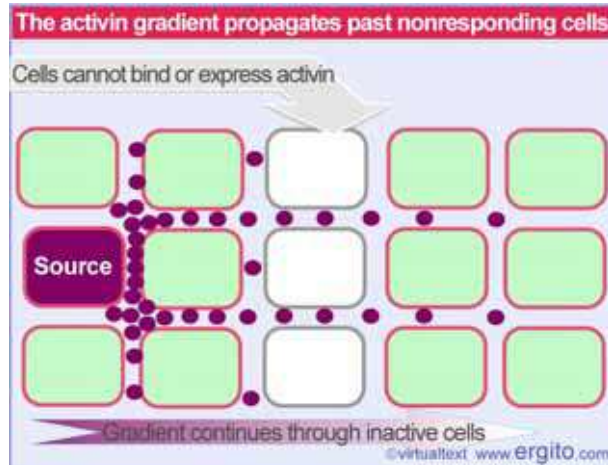 The activin gradient propagates past nonresponding cells
Cells cannot bind or express activin
Source
Gradient continues through inactive cells
©virtualtext www.ergito.com